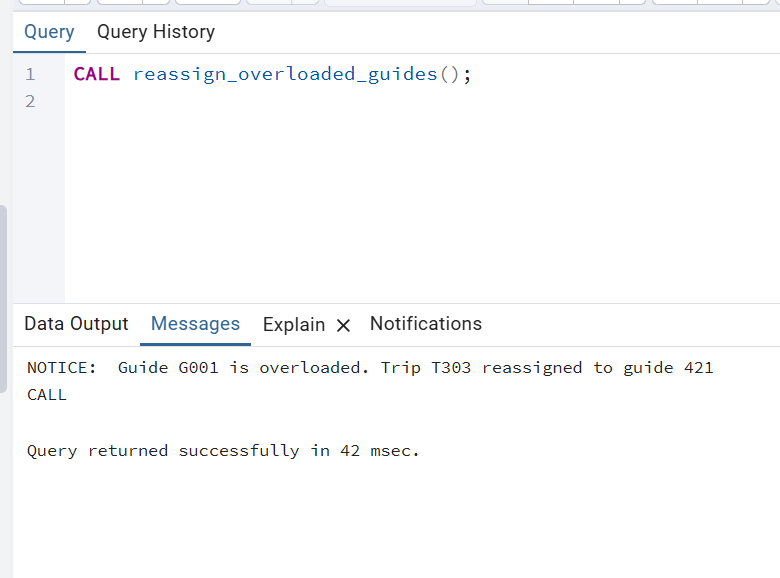 Query Query History
1 CALL reassign_overloaded_guides();
2
Data Output Messages Explain Notifications
NOTICE:  Guide G001 is overloaded. Trip T303 reassigned to guide 421
CALL
Query returned successfully in 42 msec.